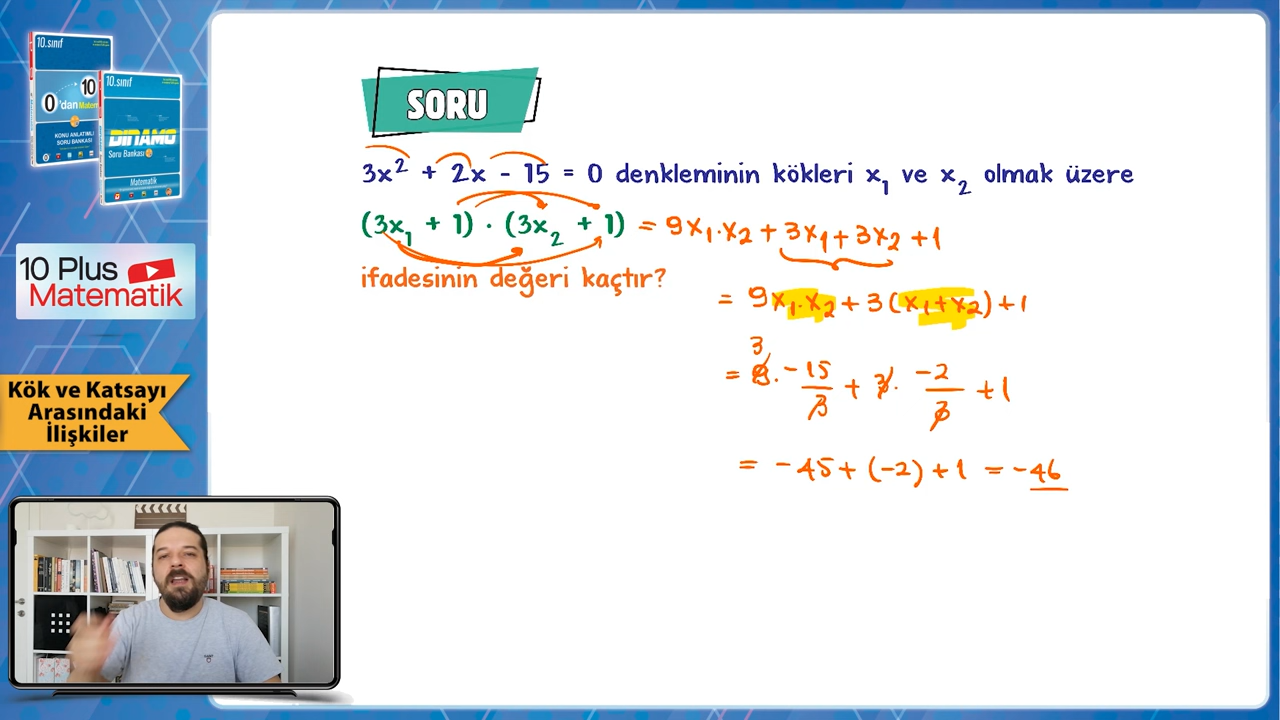 10.sınıf
0'dan 10
Matem
KONU ANLATIMLI
SORU BANKASI
10.sınıf
DİNAMO
Soru Bankası
Matematik
10 Plus
Matematik
Kök ve Katsayı
Arasındaki
İlişkiler
SORU
3x² + 2x - 15 = 0 denkleminin kökleri x₁ ve x₂ olmak üzere
(3x₁ + 1) · (3x₂ + 1) = 9x₁·x₂ + 3x₁ + 3x₂ + 1
ifadesinin değeri kaçtır?
= 9x₁·x₂ + 3(x₁+x₂) + 1
3
= 9 · -15/3 + 3 · -2/3 + 1
= -45 + (-2) + 1 = -46